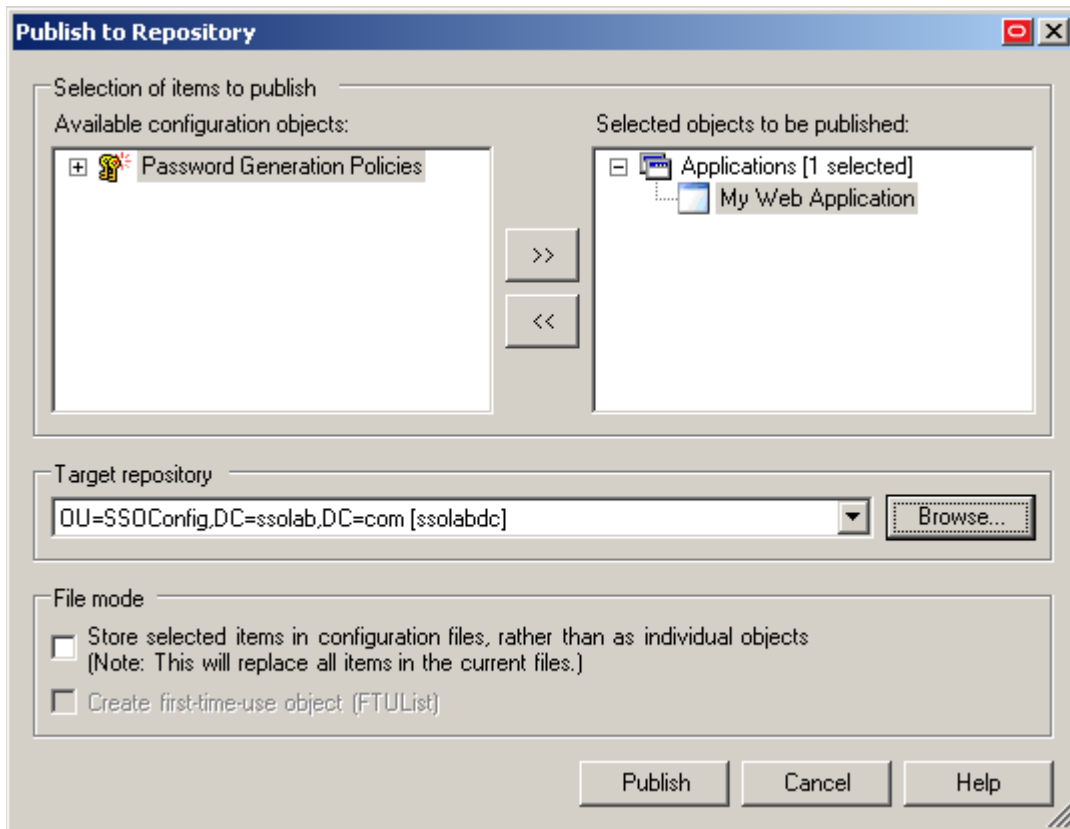 Publish to Repository
Selection of items to publish
Available configuration objects:
Selected objects to be published:
Password Generation Policies
Applications [1 selected]
My Web Application
>>
<<
Target repository
OU=SSOConfig,DC=ssolab,DC=com [ssolabdc]
Browse...
File mode
Store selected items in configuration files, rather than as individual objects
(Note: This will replace all items in the current files.)
Create first-time-use object (FTUList)
Publish
Cancel
Help